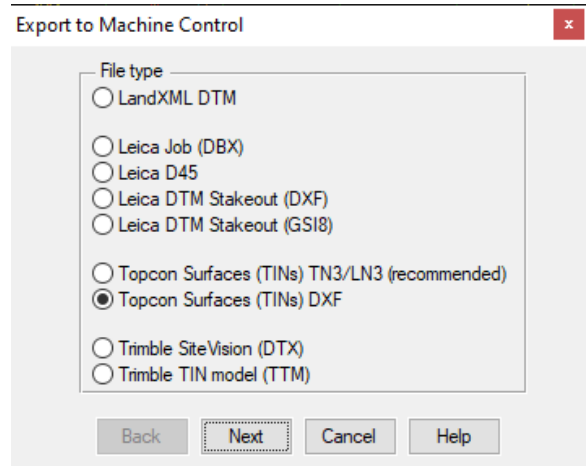 Export to Machine Control
x
File type
LandXML DTM
Leica Job (DBX)
Leica D45
Leica DTM Stakeout (DXF)
Leica DTM Stakeout (GSI8)
Topcon Surfaces (TINs) TN3/LN3 (recommended)
Topcon Surfaces (TINs) DXF
Trimble SiteVision (DTX)
Trimble TIN model (TTM)
Back Next Cancel Help